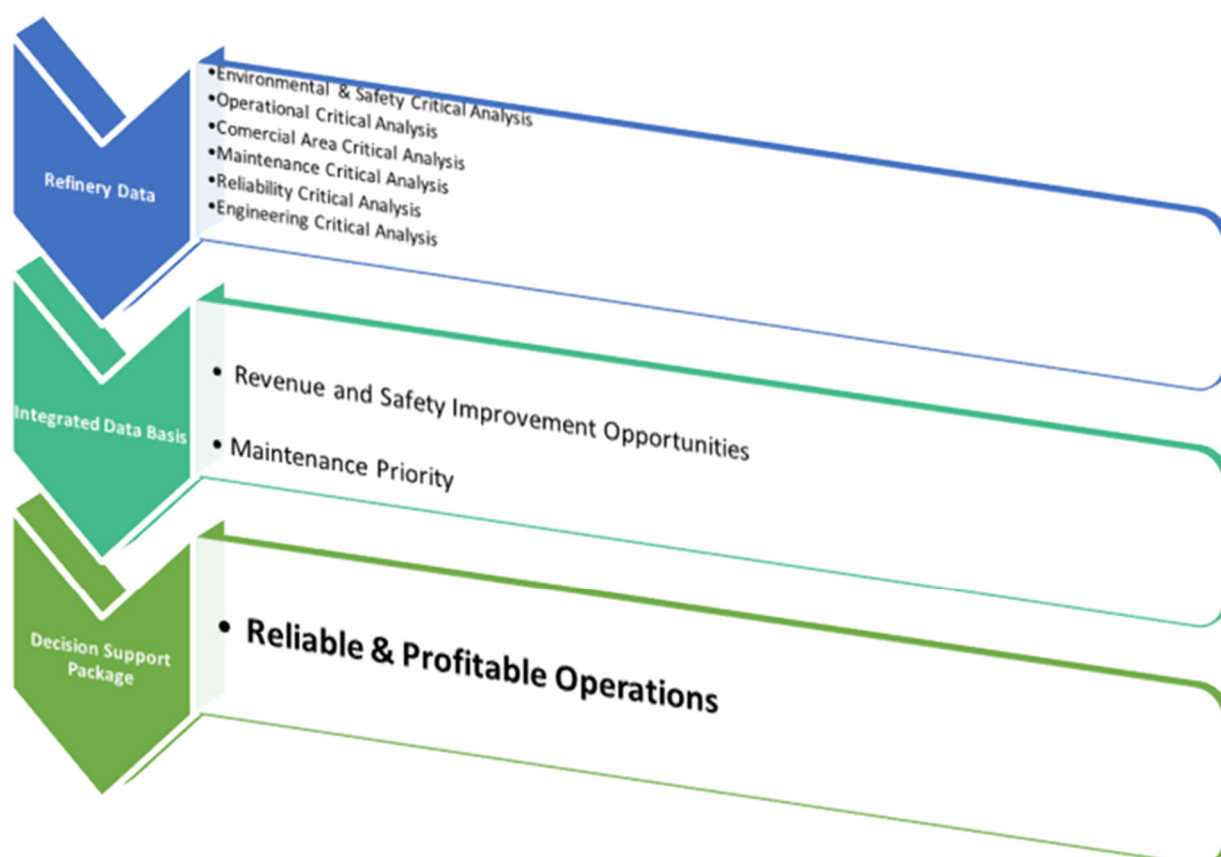 Refinery Data
•Environmental & Safety Critical Analysis
•Operational Critical Analysis
•Comercial Area Critical Analysis
•Maintenance Critical Analysis
•Reliability Critical Analysis
•Engineering Critical Analysis
Integrated Data Basis
• Revenue and Safety Improvement Opportunities
• Maintenance Priority
Decision Support
Package
• Reliable & Profitable Operations